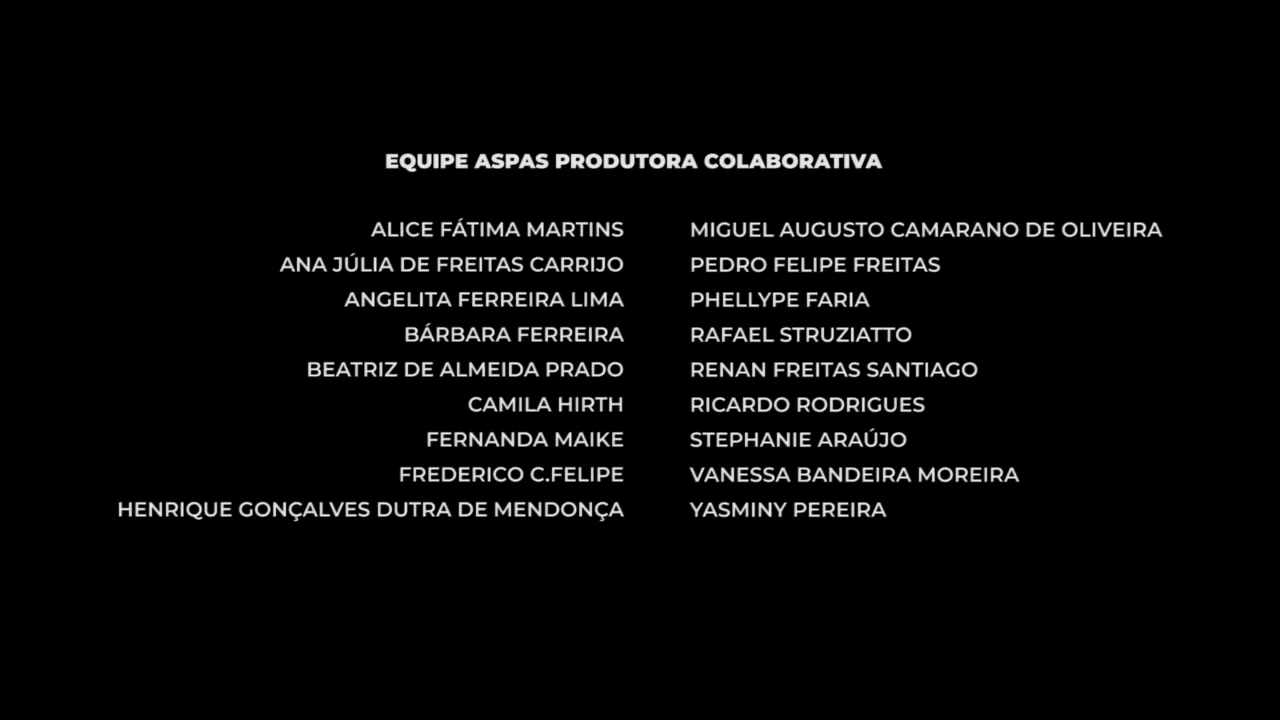 EQUIPE ASPAS PRODUTORA COLABORATIVA
ALICE FÁTIMA MARTINS
ANA JÚLIA DE FREITAS CARRIJO
ANGELITA FERREIRA LIMA
BÁRBARA FERREIRA
BEATRIZ DE ALMEIDA PRADO
CAMILA HIRTH
FERNANDA MAIKE
FREDERICO C.FELIPE
HENRIQUE GONÇALVES DUTRA DE MENDONÇA
MIGUEL AUGUSTO CAMARANO DE OLIVEIRA
PEDRO FELIPE FREITAS
PHELLYPE FARIA
RAFAEL STRUZIATTO
RENAN FREITAS SANTIAGO
RICARDO RODRIGUES
STEPHANIE ARAÚJO
VANESSA BANDEIRA MOREIRA
YASMINY PEREIRA